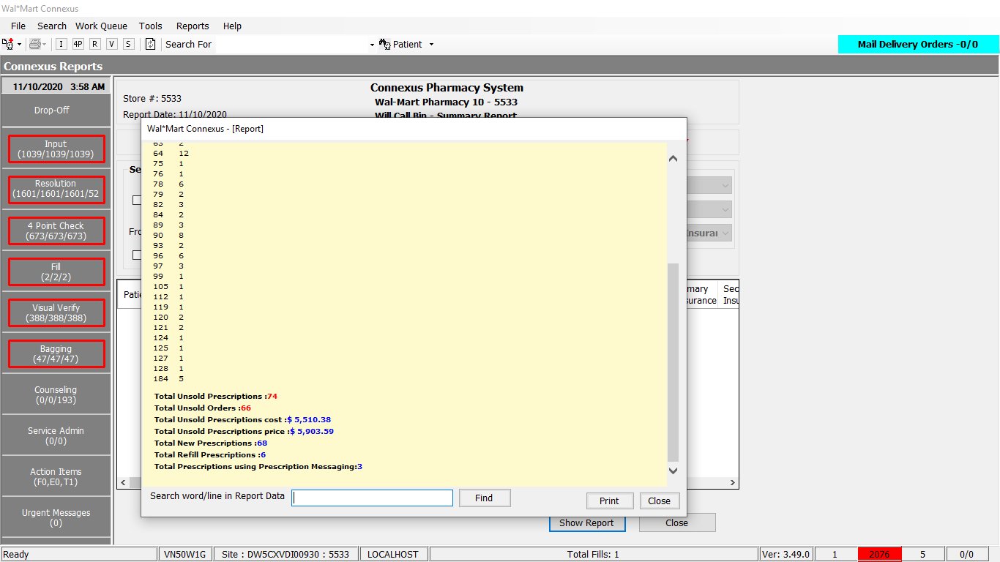 Wal*Mart Connexus
File Search Work Queue Tools Reports Help
I 4P R V S Search For Patient Mail Delivery Orders -0/0
Connexus Reports
11/10/2020 3:58 AM
Drop-Off
Input
(1039/1039/1039)
Resolution
(1601/1601/1601/52
4 Point Check
(673/673/673)
Fill
(2/2/2)
Visual Verify
(388/388/388)
Bagging
(47/47/47)
Counseling
(0/0/193)
Service Admin
(0/0)
Action Items
(F0,E0,T1)
Urgent Messages
(0)
Connexus Pharmacy System
Store #: 5533
Wal-Mart Pharmacy 10 - 5533
Report Date: 11/10/2020
Will Call Bin - Summary Report
Wal*Mart Connexus - [Report]
63 2
64 12
75 1
76 1
78 6
79 2
82 3
84 2
89 3
90 8
93 2
96 6
97 3
99 1
105 1
112 1
119 1
120 2
121 2
124 1
125 1
127 1
128 1
184 5
Total Unsold Prescriptions :74
Total Unsold Orders :66
Total Unsold Prescriptions cost :$ 5,510.38
Total Unsold Prescriptions price :$ 5,903.59
Total New Prescriptions :68
Total Refill Prescriptions :6
Total Prescriptions using Prescription Messaging:3
Search word/line in Report Data Find Print Close
Se
Fro
Insurar
Patie
mary
urance
Sec
Insu
Show Report Close
Ready VN50W1G Site : DW5CXVDI00930 : 5533 LOCALHOST Total Fills: 1 Ver: 3.49.0 1 2076 5 0/0